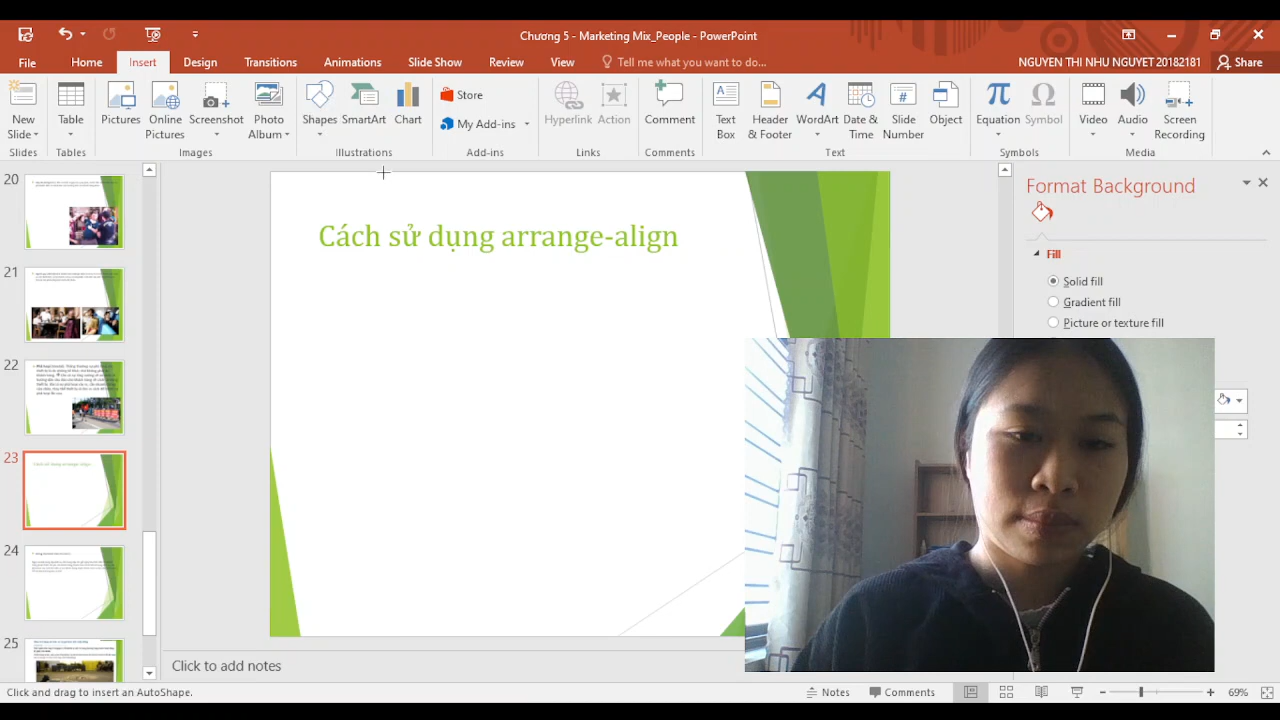 Chương 5 - Marketing Mix_People - PowerPoint
File Home Insert Design Transitions Animations Slide Show Review View Tell me what you want to do... NGUYEN THI NHU NGUYET 20182181 Share
New Slide
Table
Pictures
Online Pictures
Screenshot
Photo Album
Shapes
SmartArt
Chart
Store
My Add-ins
Hyperlink
Action
Comment
Text Box
Header & Footer
WordArt
Date & Time
Slide Number
Object
Equation
Symbol
Video
Audio
Screen Recording
Slides Tables Images Illustrations Add-ins Links Comments Text Symbols Media
20
21
22
23
Cách sử dụng arrange-align
24
25
Cách sử dụng arrange-align
Format Background
Fill
Solid fill
Gradient fill
Picture or texture fill
Click to add notes
Click and drag to insert an AutoShape.
Notes Comments 69%